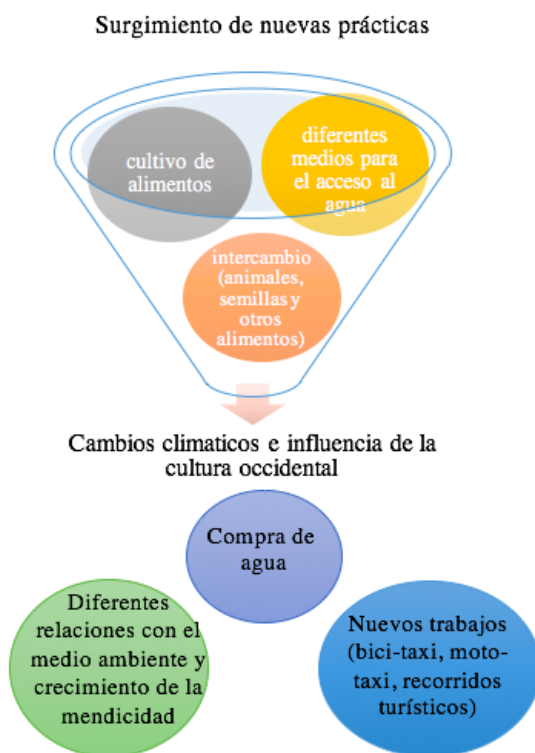 Surgimiento de nuevas prácticas
cultivo de
alimentos
diferentes
medios para
el acceso al
agua
intercambio
(animales,
semillas y
otros
alimentos)
Cambios climaticos e influencia de la
cultura occidental
Compra de
agua
Diferentes
relaciones con el
medio ambiente y
crecimiento de la
mendicidad
Nuevos trabajos
(bici-taxi, moto-
taxi, recorridos
turísticos)